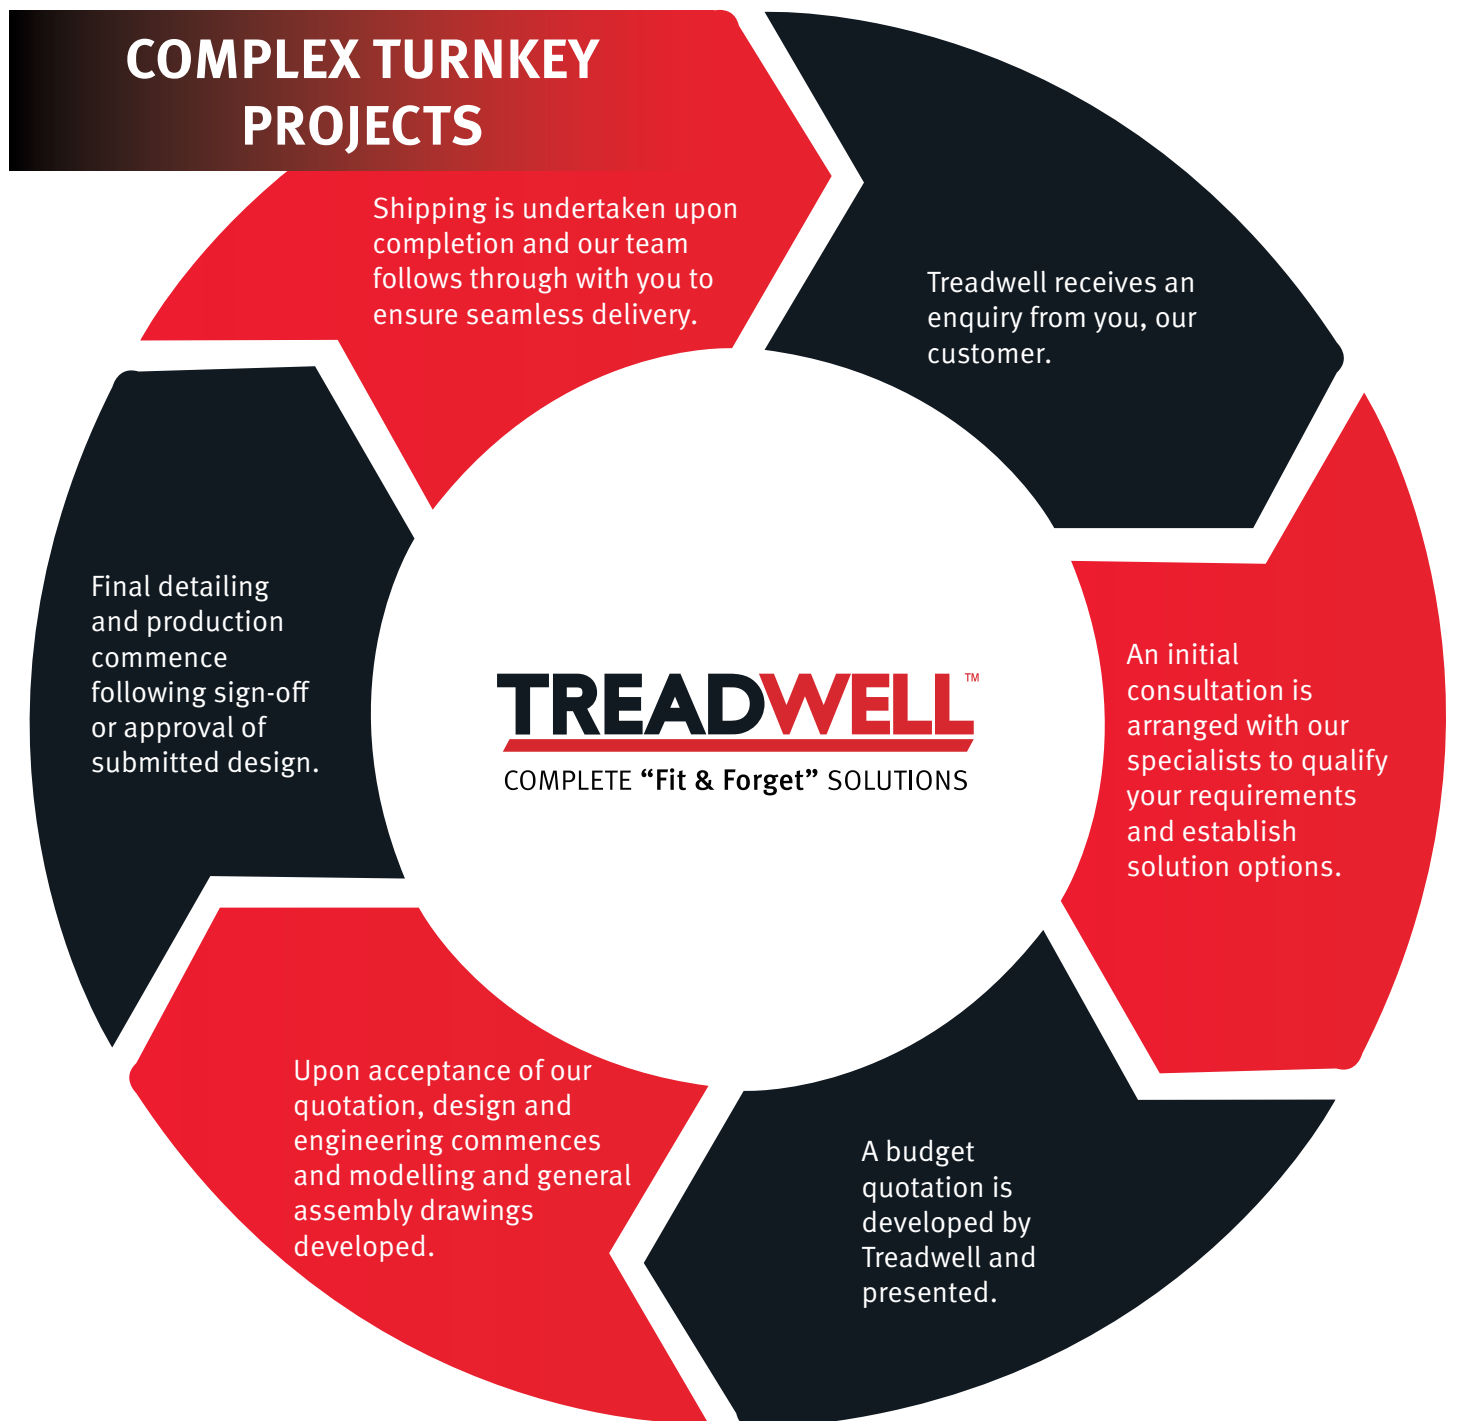 COMPLEX TURNKEY
PROJECTS
Shipping is undertaken upon
completion and our team
follows through with you to
ensure seamless delivery.
Treadwell receives an
enquiry from you, our
customer.
An initial
consultation is
arranged with our
specialists to qualify
your requirements
and establish
solution options.
A budget
quotation is
developed by
Treadwell and
presented.
Upon acceptance of our
quotation, design and
engineering commences
and modelling and general
assembly drawings
developed.
Final detailing
and production
commence
following sign-off
or approval of
submitted design.
TREADWELL™
COMPLETE “Fit & Forget” SOLUTIONS